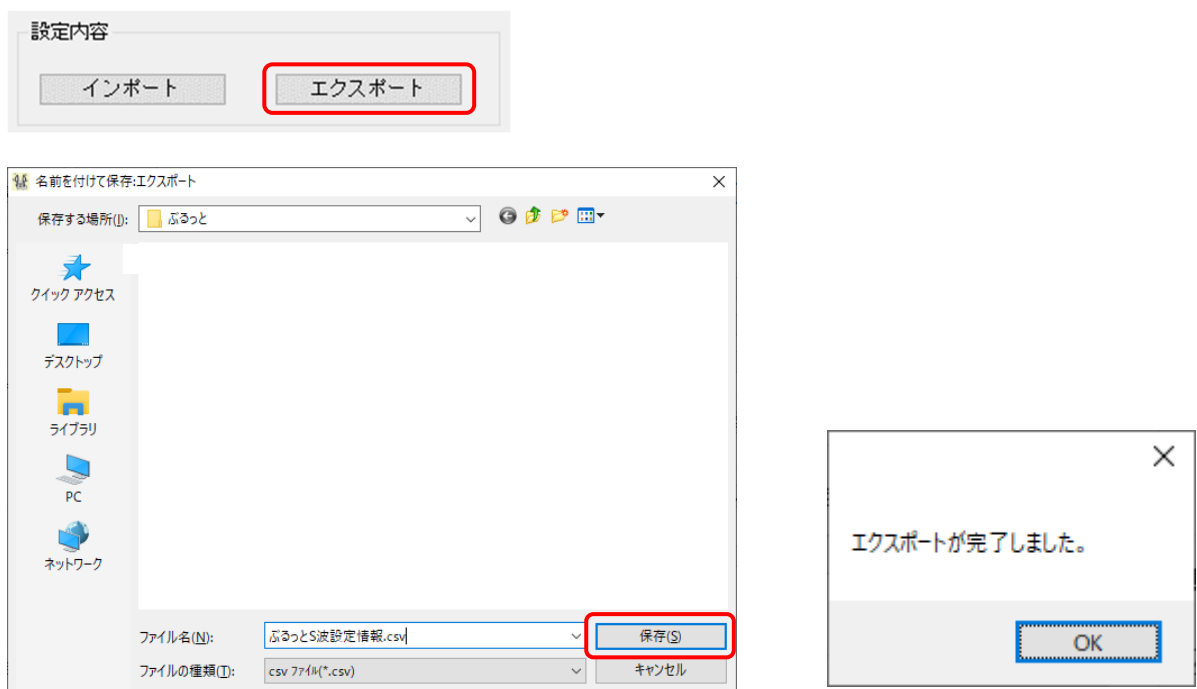 設定内容
インポート
エクスポート
名前を付けて保存:エクスポート
保存する場所(I):
ぷるっと
クイック アクセス
デスクトップ
ライブラリ
PC
ネットワーク
ファイル名(N):
ぷるっとS波設定情報.csv
保存(S)
ファイルの種類(T):
csv ファイル(*.csv)
キャンセル
エクスポートが完了しました。
OK